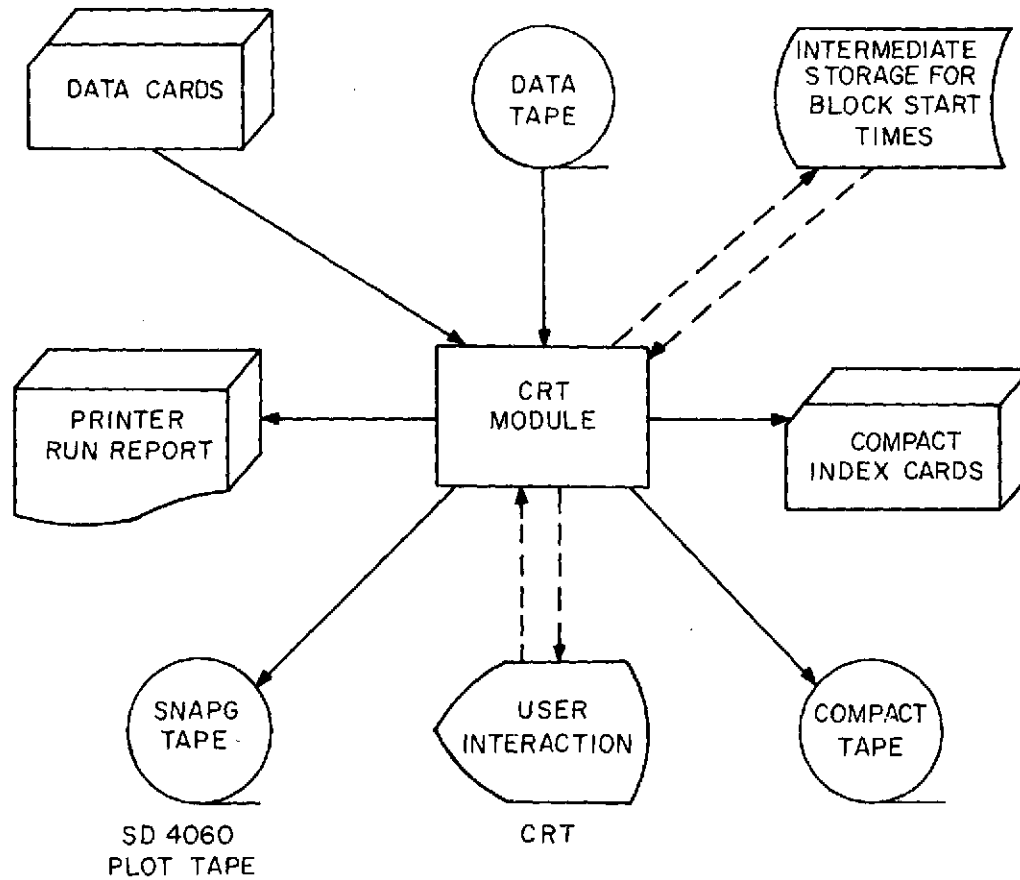 DATA CARDS
DATA
TAPE
INTERMEDIATE
STORAGE FOR
BLOCK START
TIMES
PRINTER
RUN REPORT
CRT
MODULE
COMPACT
INDEX CARDS
SNAPG
TAPE
USER
INTERACTION
COMPACT
TAPE
SD 4060
PLOT TAPE
CRT